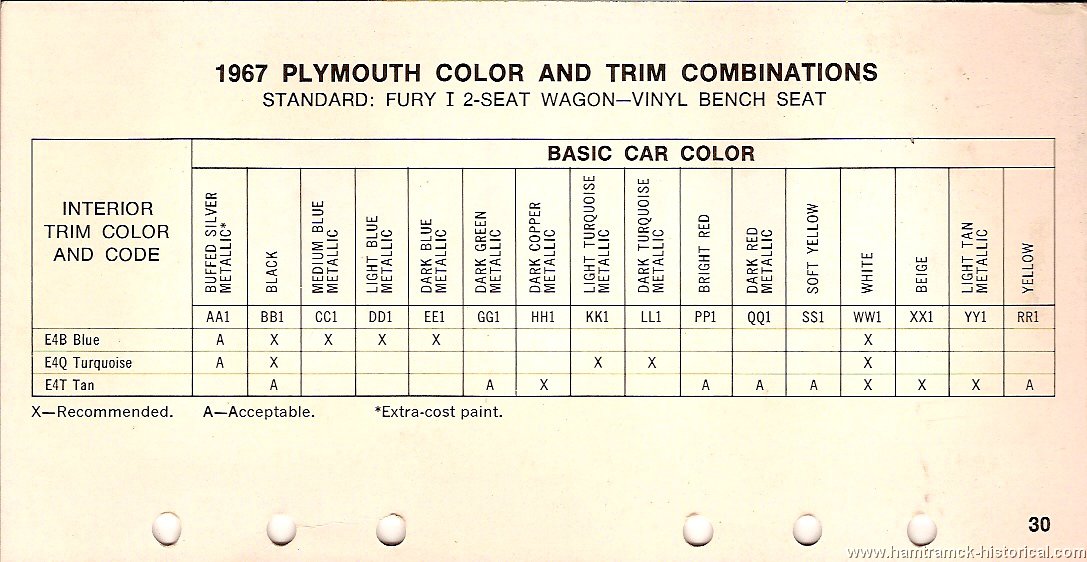 1967 PLYMOUTH COLOR AND TRIM COMBINATIONS
STANDARD: FURY I 2-SEAT WAGON—VINYL BENCH SEAT
BASIC CAR COLOR
INTERIOR
TRIM COLOR
AND CODE
BUFFED SILVER
METALLIC*
BLACK
MEDIUM BLUE
METALLIC
LIGHT BLUE
METALLIC
DARK BLUE
METALLIC
DARK GREEN
METALLIC
DARK COPPER
METALLIC
LIGHT TURQUOISE
METALLIC
DARK TURQUOISE
METALLIC
BRIGHT RED
DARK RED
METALLIC
SOFT YELLOW
WHITE
BEIGE
LIGHT TAN
METALLIC
YELLOW
AA1 BB1 CC1 DD1 EE1 GG1 HH1 KK1 LL1 PP1 QQ1 SS1 WW1 XX1 YY1 RR1
E4B Blue A X X X X X
E4Q Turquoise A X X X X
E4T Tan A A X A A A X X X A
X—Recommended. A—Acceptable. *Extra-cost paint.
30
www.hamtramck-historical.com